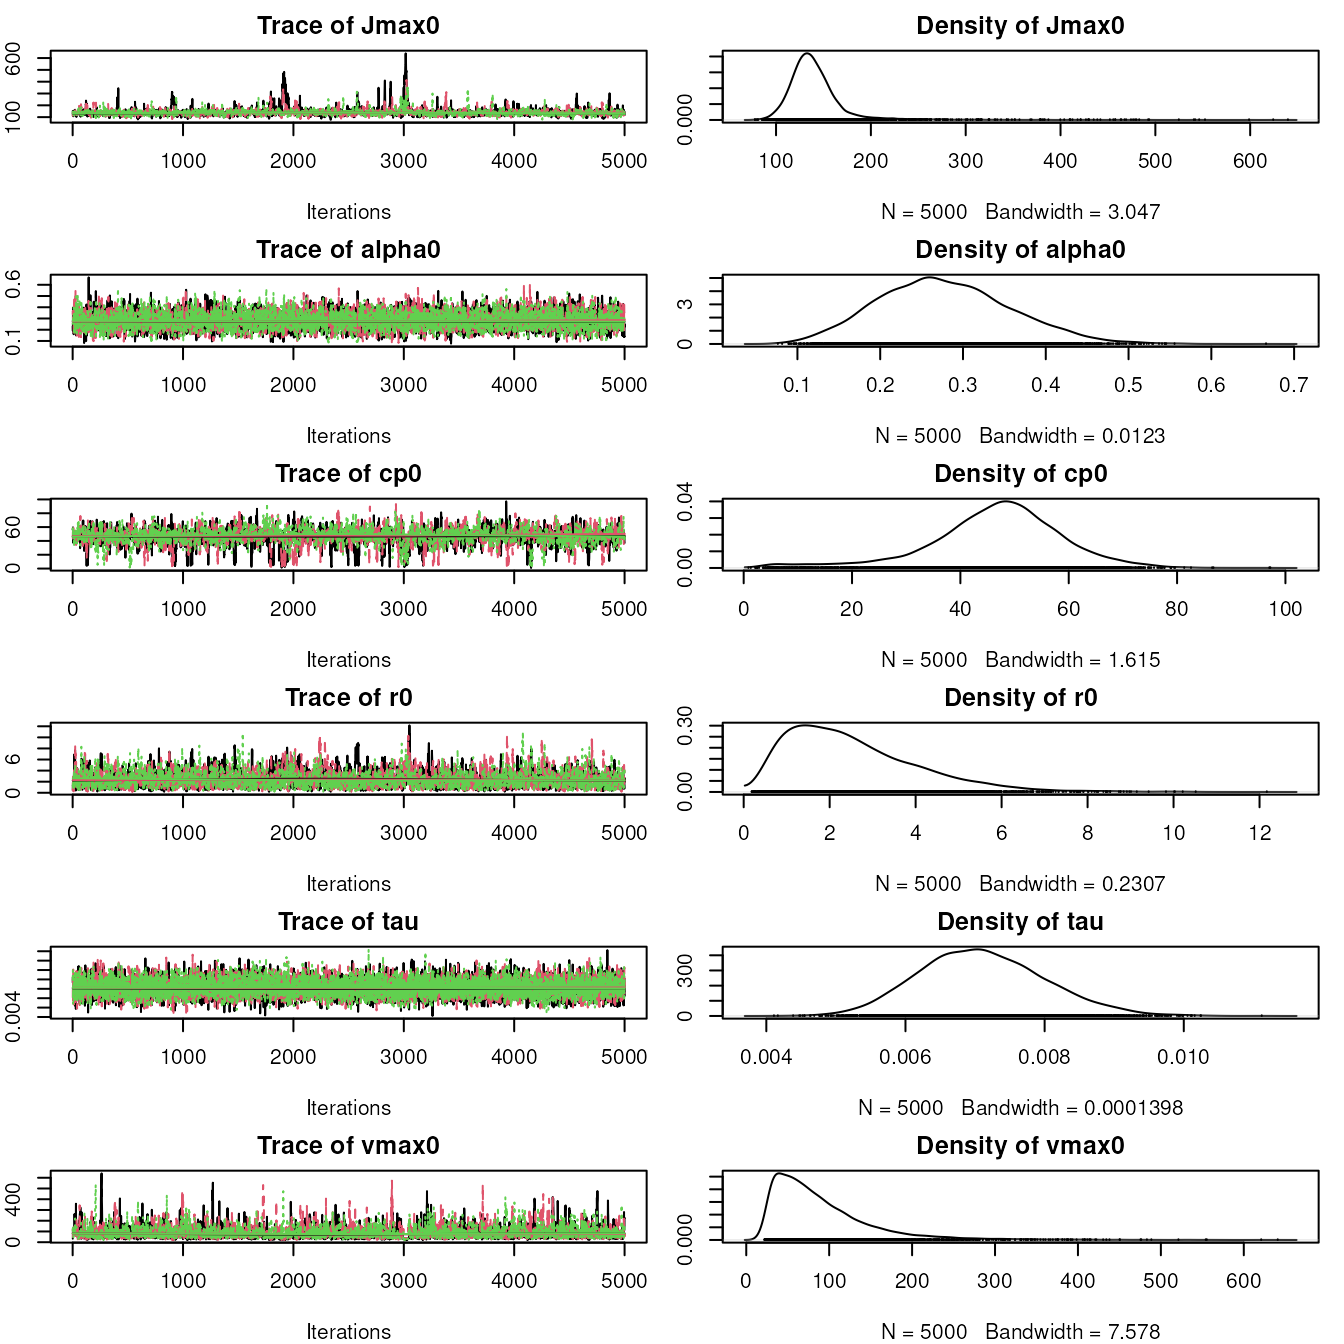 Trace of Jmax0
Density of Jmax0
100 600
0.000
0 1000 2000 3000 4000 5000
100 200 300 400 500 600
Iterations
N = 5000 Bandwidth = 3.047
Trace of alpha0
Density of alpha0
0.1 0.6
0 3
0 1000 2000 3000 4000 5000
0.1 0.2 0.3 0.4 0.5 0.6 0.7
Iterations
N = 5000 Bandwidth = 0.0123
Trace of cp0
Density of cp0
0 60
0.00 0.04
0 1000 2000 3000 4000 5000
0 20 40 60 80 100
Iterations
N = 5000 Bandwidth = 1.615
Trace of r0
Density of r0
0 6
0.00 0.30
0 1000 2000 3000 4000 5000
0 2 4 6 8 10 12
Iterations
N = 5000 Bandwidth = 0.2307
Trace of tau
Density of tau
0.004
0 300
0 1000 2000 3000 4000 5000
0.004 0.006 0.008 0.010
Iterations
N = 5000 Bandwidth = 0.0001398
Trace of vmax0
Density of vmax0
0 400
0.000
0 1000 2000 3000 4000 5000
0 100 200 300 400 500 600
Iterations
N = 5000 Bandwidth = 7.578